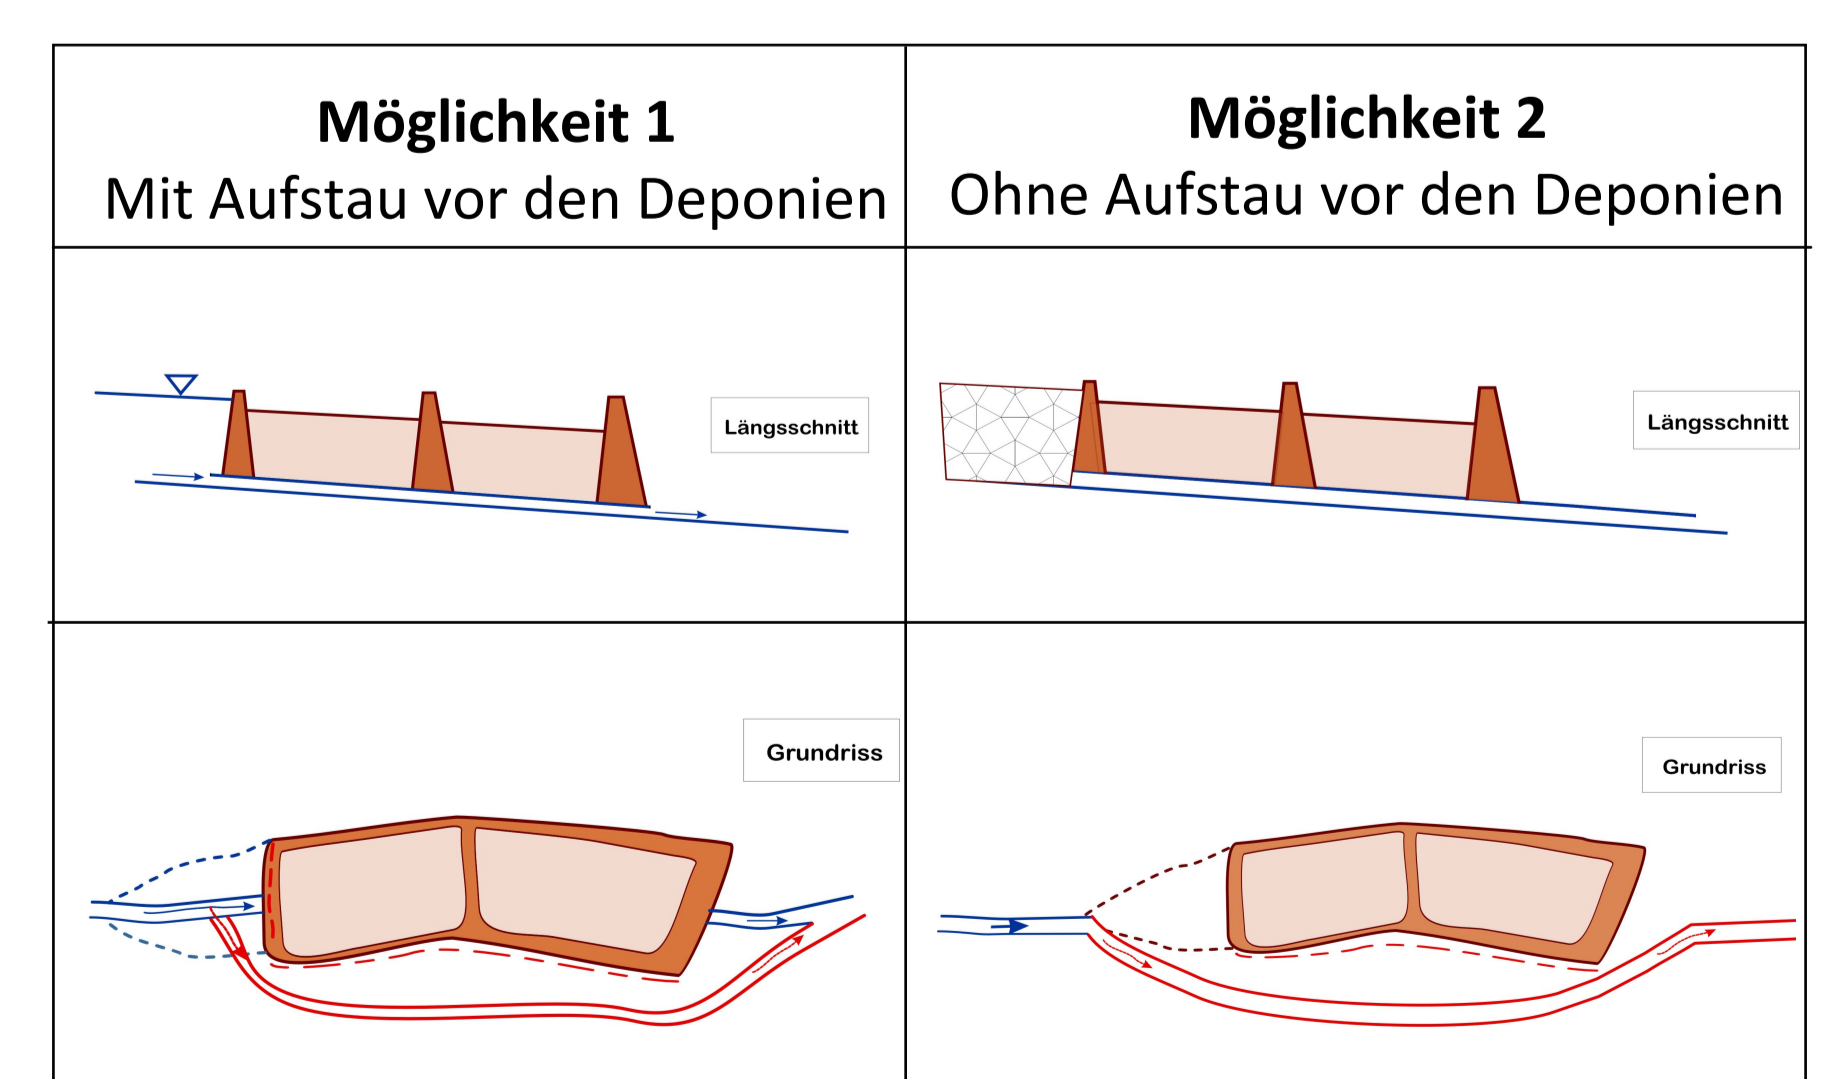 Möglichkeit 1
Mit Aufstau vor den Deponien
Möglichkeit 2
Ohne Aufstau vor den Deponien
Längsschnitt
Längsschnitt
Grundriss
Grundriss